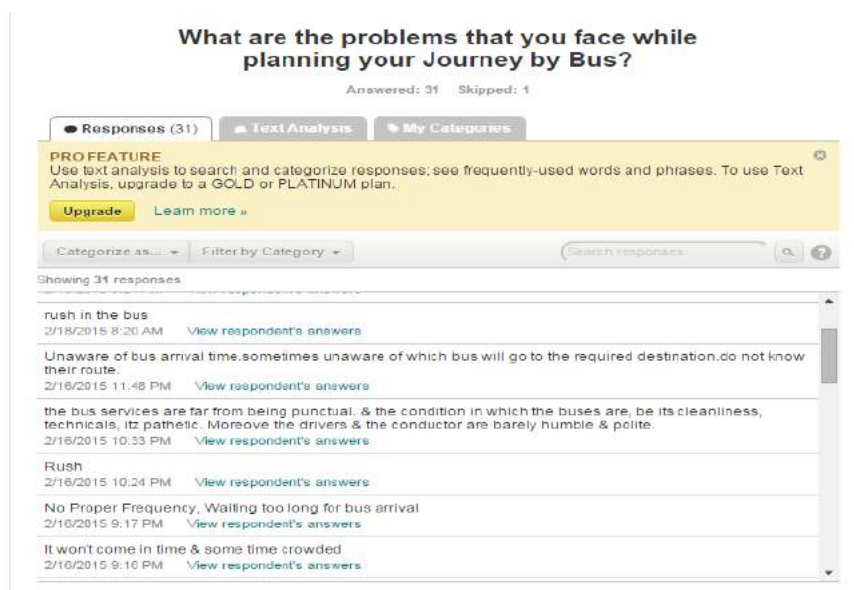 What are the problems that you face while
planning your Journey by Bus?
Answered: 31 Skipped: 1
Responses (31) Text Analysis My Categories
PRO FEATURE
Use text analysis to search and categorize responses; see frequently-used words and phrases. To use Text
Analysis, upgrade to a GOLD or PLATINUM plan.
Upgrade Learn more »
Categorize as... Filter by Category Search responses ?
Showing 31 responses
rush in the bus
2/18/2015 8:20 AM View respondent's answers
Unaware of bus arrival time.sometimes unaware of which bus will go to the required destination.do not know
their route.
2/16/2015 11:48 PM View respondent's answers
the bus services are far from being punctual. & the condition in which the buses are, be its cleanliness,
technicals, itz pathetic. Moreove the drivers & the conductor are barely humble & polite.
2/16/2015 10:33 PM View respondent's answers
Rush
2/16/2015 10:24 PM View respondent's answers
No Proper Frequency, Waiting too long for bus arrival
2/16/2015 9:17 PM View respondent's answers
It won't come in time & some time crowded
2/16/2015 9:16 PM View respondent's answers